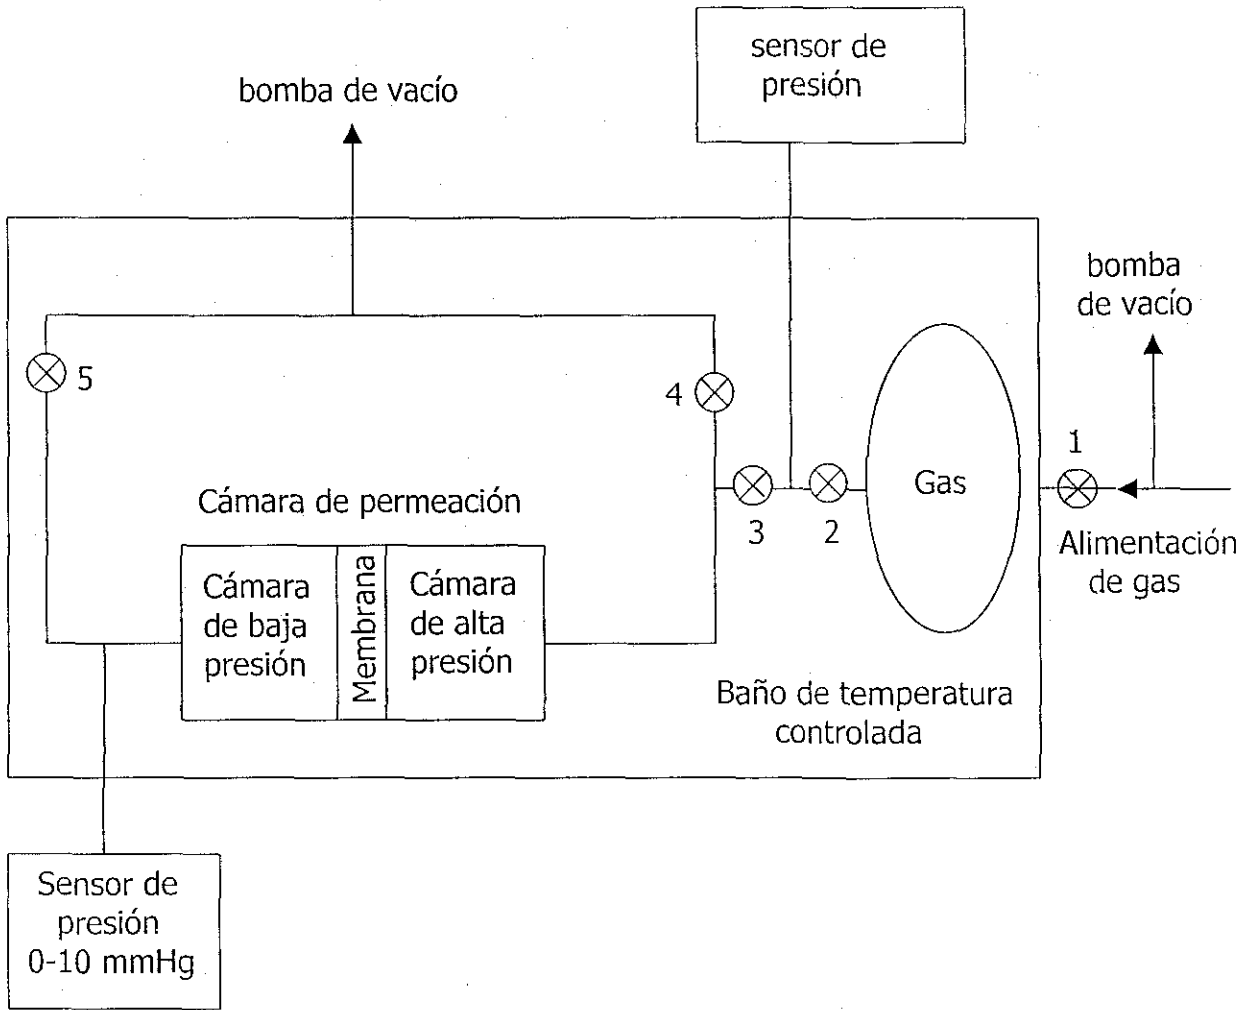 sensor de
presión
bomba de vacío
bomba
de vacío
5
4
1
Gas
Cámara de permeación
3
2
Alimentación
de gas
Cámara
de baja
presión
Membrana
Cámara
de alta
presión
Baño de temperatura
controlada
Sensor de
presión
0-10 mmHg